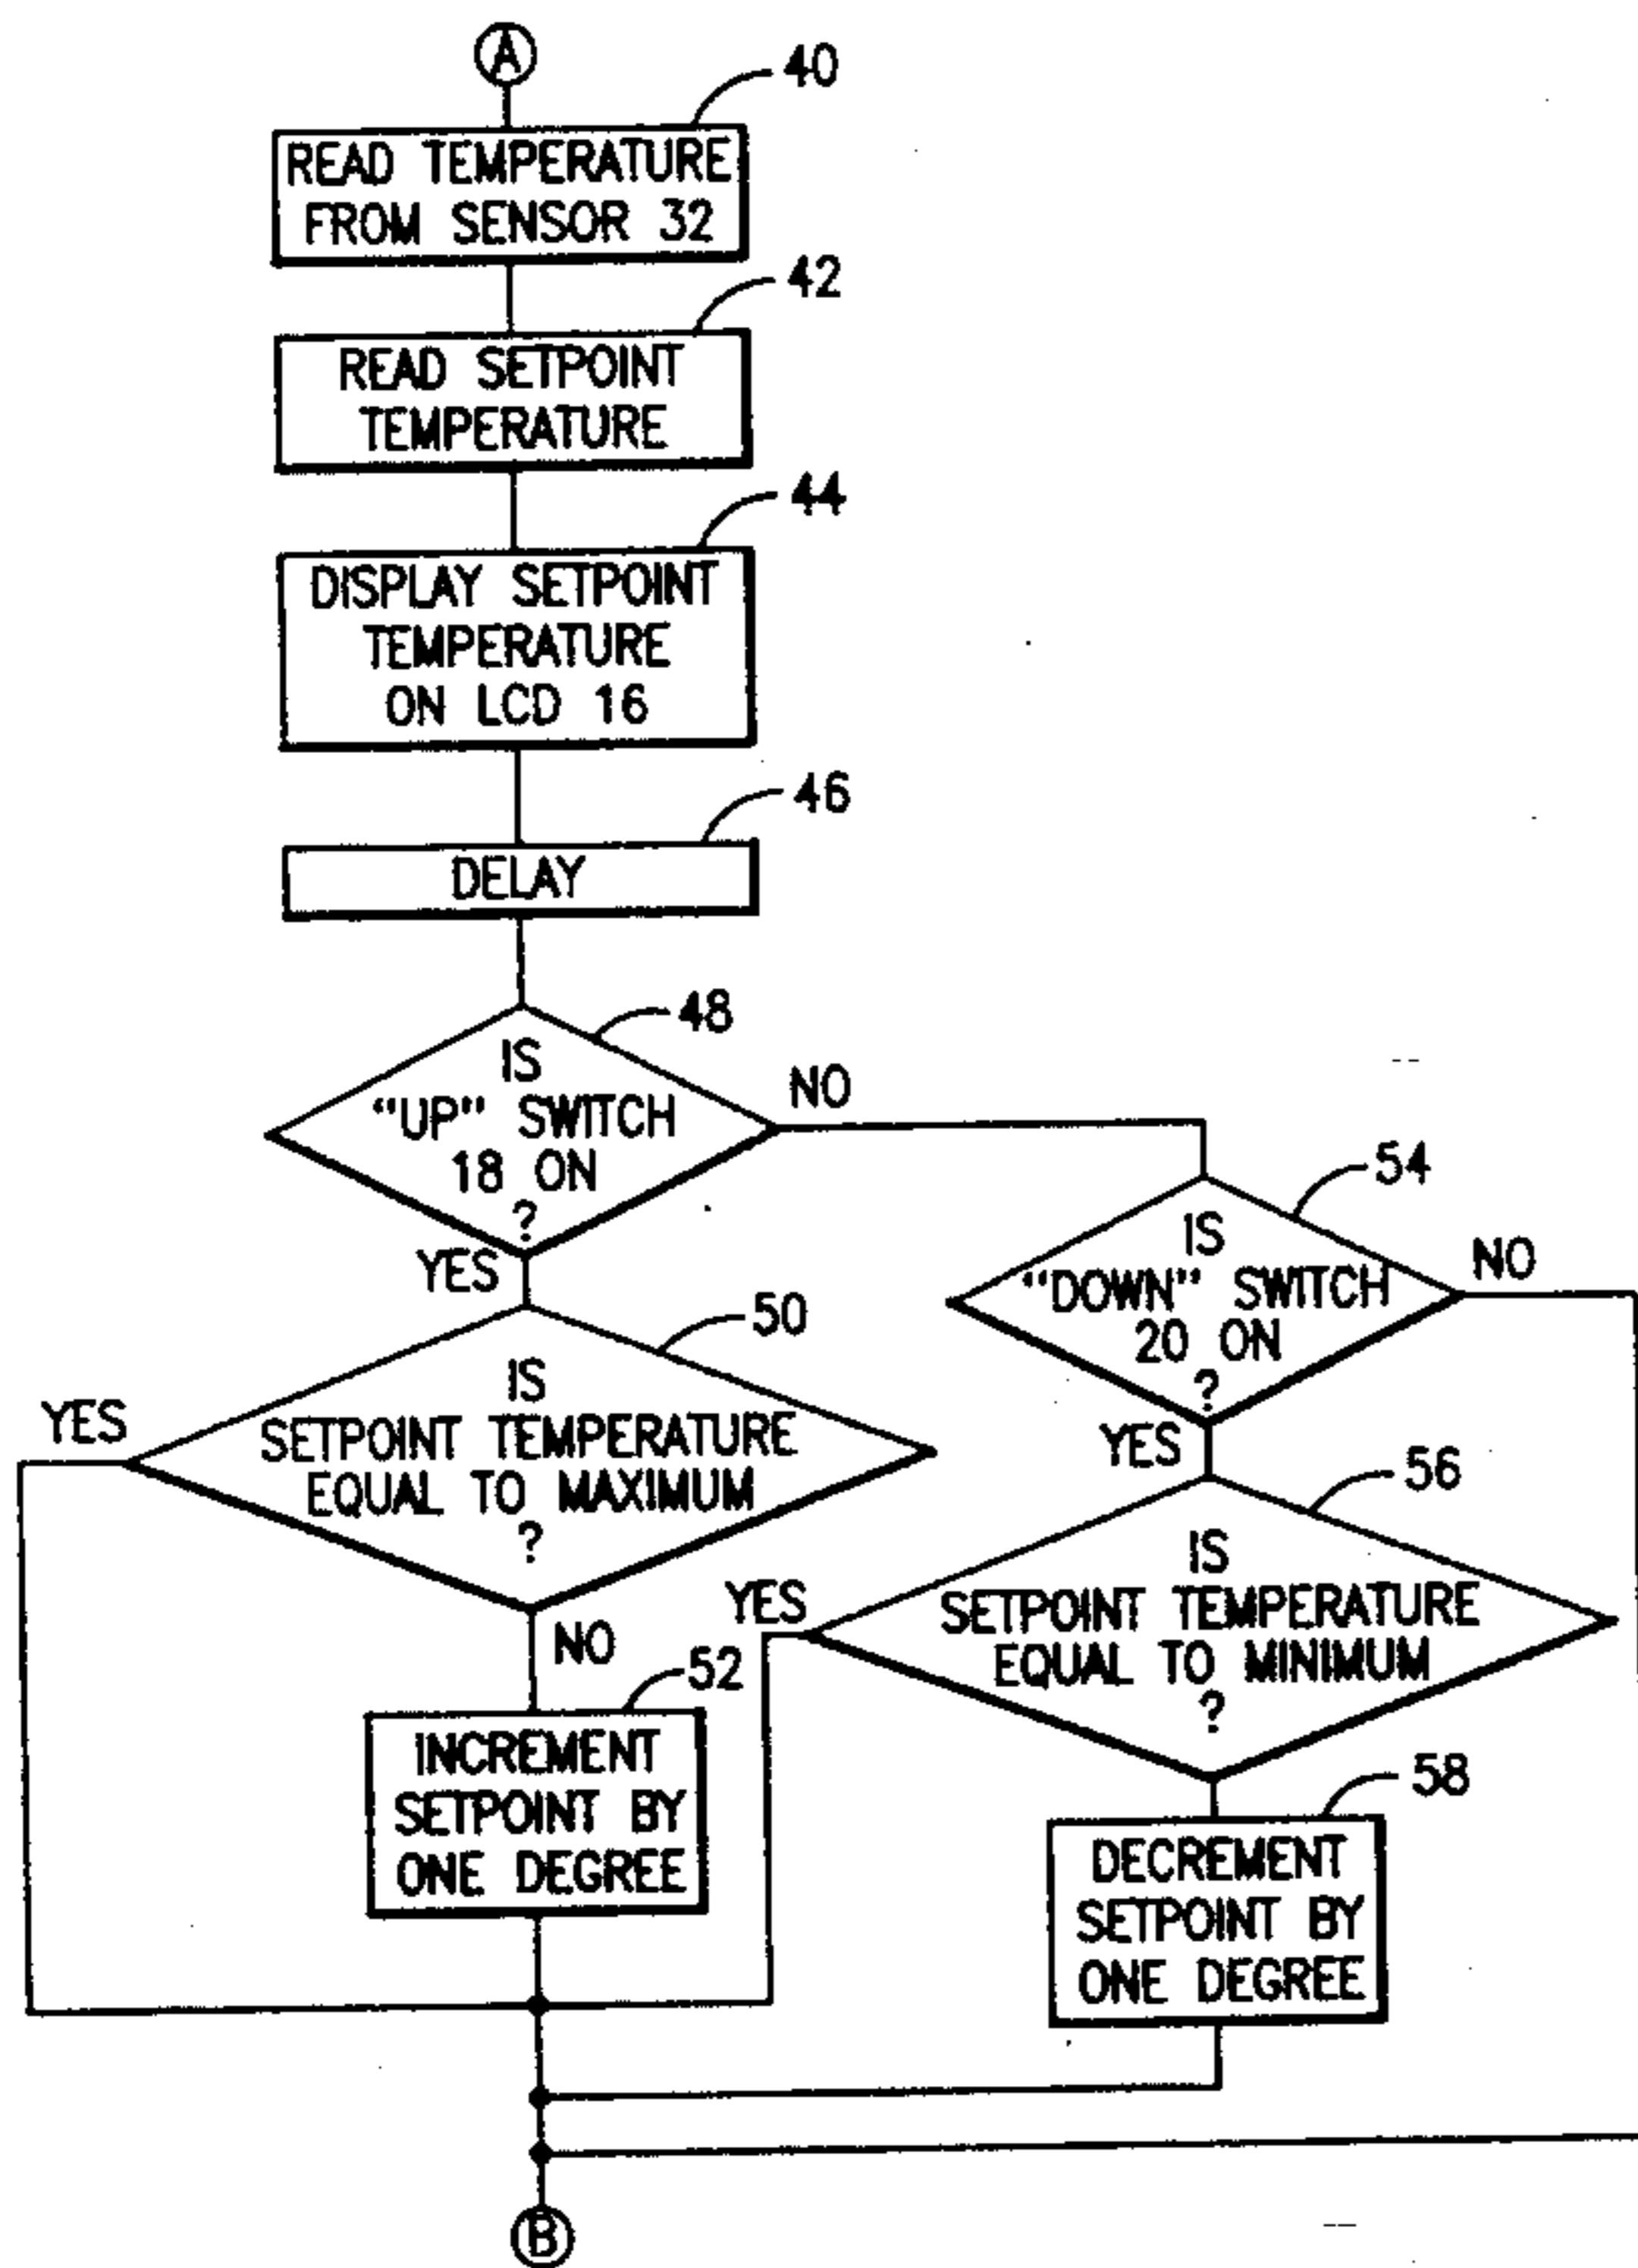 A
40
READ TEMPERATURE
FROM SENSOR 32
42
READ SETPOINT
TEMPERATURE
44
DISPLAY SETPOINT
TEMPERATURE
ON LCD 16
46
DELAY
48
IS
"UP" SWITCH
18 ON
?
NO
YES
54
IS
"DOWN" SWITCH
20 ON
?
NO
YES
50
IS
SETPOINT TEMPERATURE
EQUAL TO MAXIMUM
?
YES
NO
56
IS
SETPOINT TEMPERATURE
EQUAL TO MINIMUM
?
YES
52
INCREMENT
SETPOINT BY
ONE DEGREE
58
DECREMENT
SETPOINT BY
ONE DEGREE
B